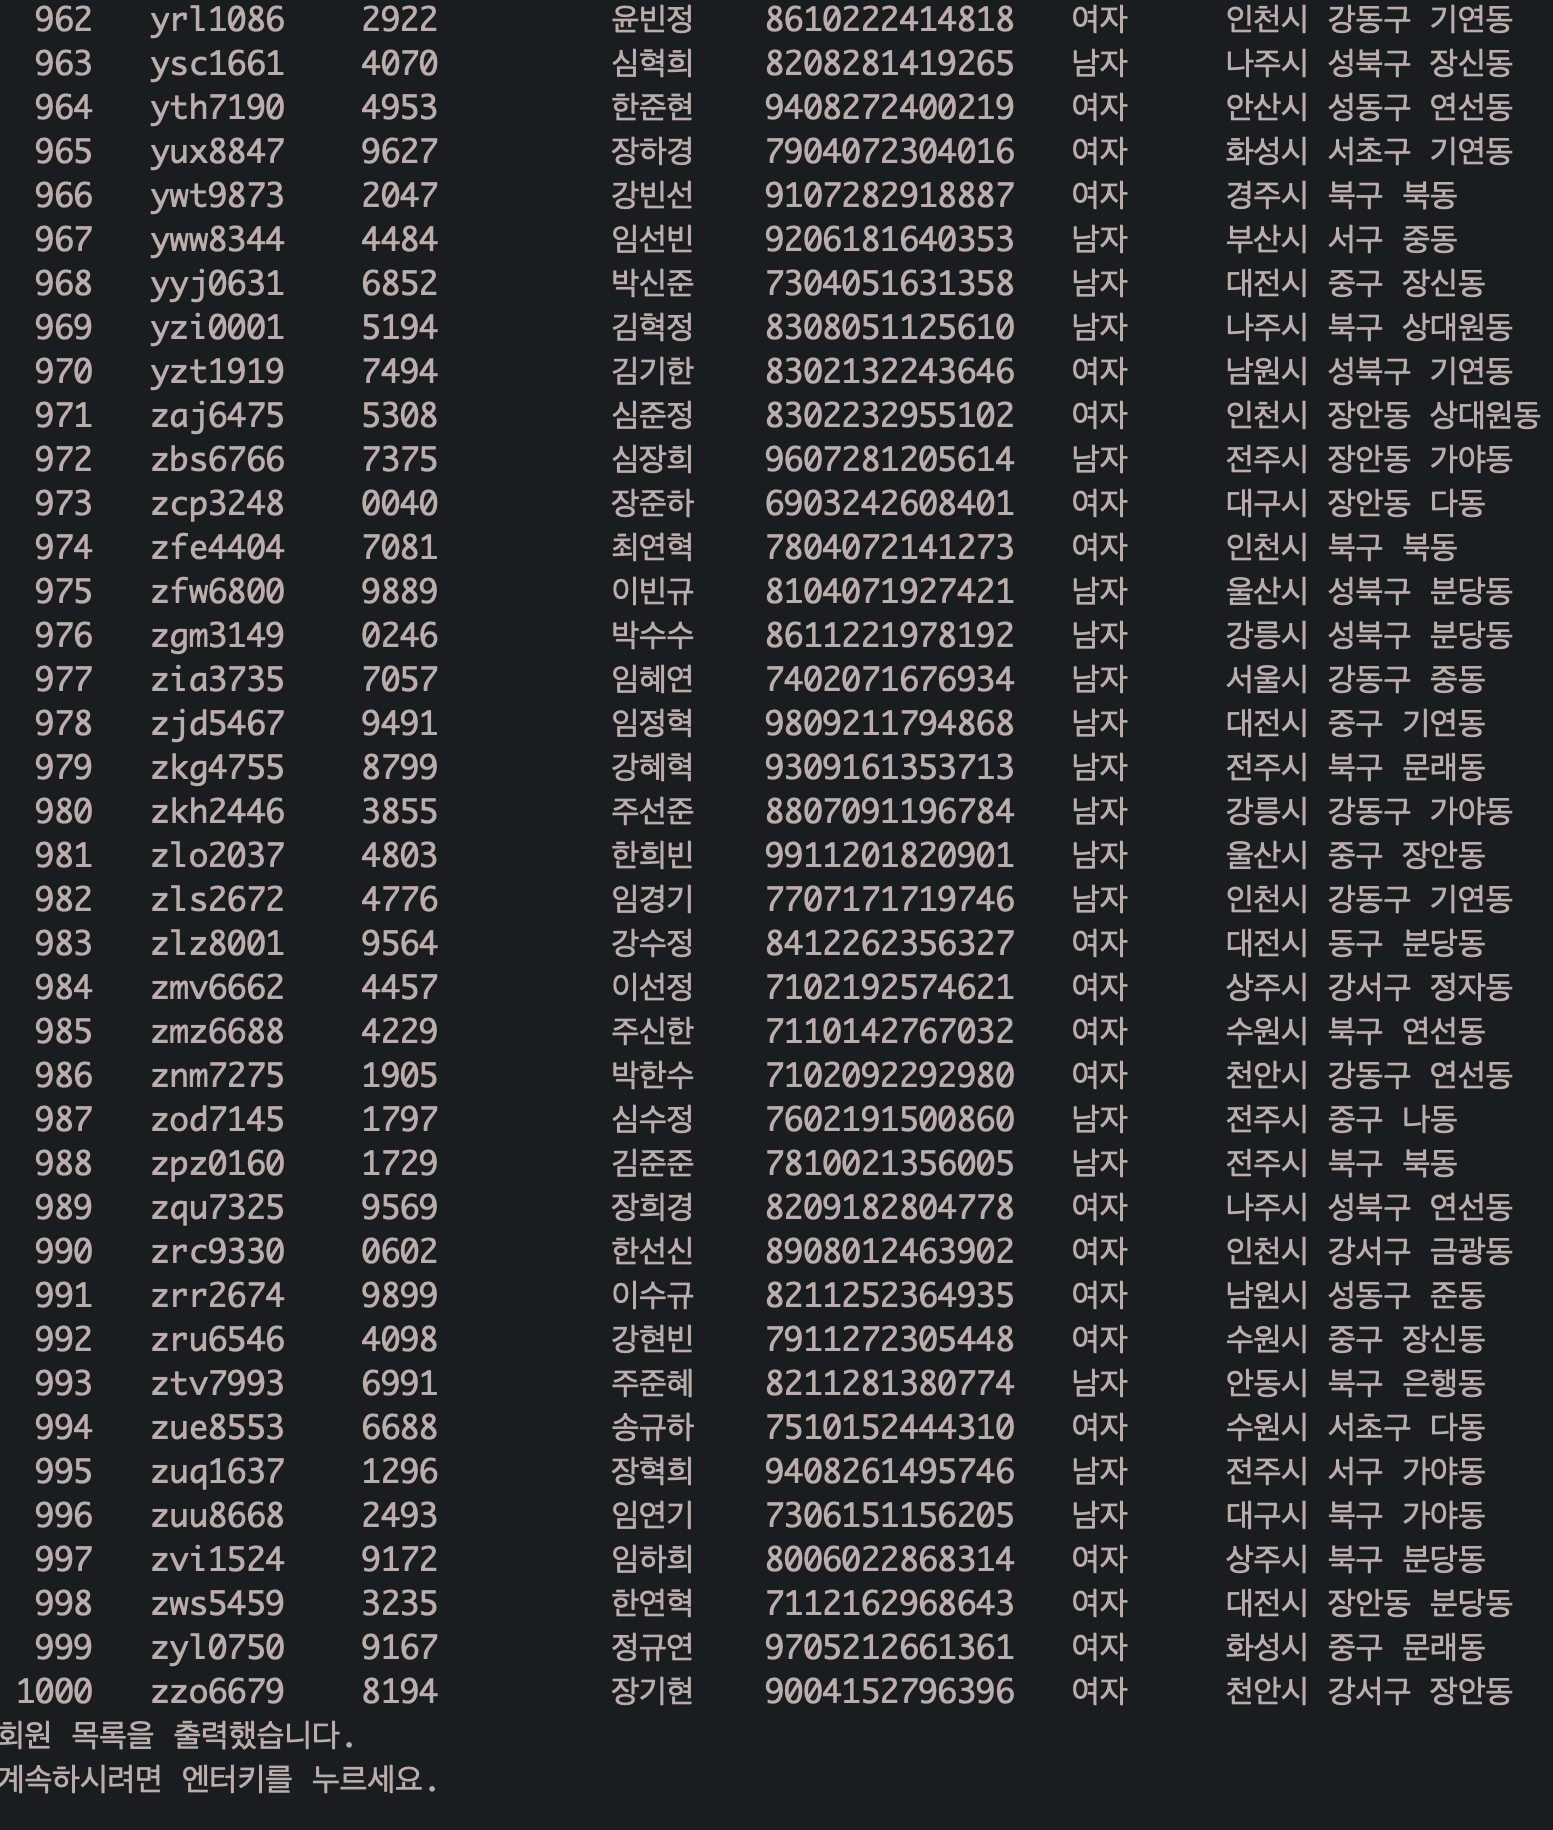 962 yrl1086 2922 윤빈정 8610222414818 여자 인천시 강동구 기연동
963 ysc1661 4070 심혁희 8208281419265 남자 나주시 성북구 장신동
964 yth7190 4953 한준현 9408272400219 여자 안산시 성동구 연선동
965 yux8847 9627 장하경 7904072304016 여자 화성시 서초구 기연동
966 ywt9873 2047 강빈선 9107282918887 여자 경주시 북구 북동
967 yww8344 4484 임선빈 9206181640353 남자 부산시 서구 중동
968 yyj0631 6852 박신준 7304051631358 남자 대전시 중구 장신동
969 yzi0001 5194 김혁정 8308051125610 남자 나주시 북구 상대원동
970 yzt1919 7494 김기한 8302132243646 여자 남원시 성북구 기연동
971 zaj6475 5308 심준정 8302232955102 여자 인천시 장안동 상대원동
972 zbs6766 7375 심장희 9607281205614 남자 전주시 장안동 가야동
973 zcp3248 0040 장준하 6903242608401 여자 대구시 장안동 다동
974 zfe4404 7081 최연혁 7804072141273 여자 인천시 북구 북동
975 zfw6800 9889 이빈규 8104071927421 남자 울산시 성북구 분당동
976 zgm3149 0246 박수수 8611221978192 남자 강릉시 성북구 분당동
977 zia3735 7057 임혜연 7402071676934 남자 서울시 강동구 중동
978 zjd5467 9491 임정혁 9809211794868 남자 대전시 중구 기연동
979 zkg4755 8799 강혜혁 9309161353713 남자 전주시 북구 문래동
980 zkh2446 3855 주선준 8807091196784 남자 강릉시 강동구 가야동
981 zlo2037 4803 한희빈 9911201820901 남자 울산시 중구 장안동
982 zls2672 4776 임경기 7707171719746 남자 인천시 강동구 기연동
983 zlz8001 9564 강수정 8412262356327 여자 대전시 동구 분당동
984 zmv6662 4457 이선정 7102192574621 여자 상주시 강서구 정자동
985 zmz6688 4229 주신한 7110142767032 여자 수원시 북구 연선동
986 znm7275 1905 박한수 7102092292980 여자 천안시 강동구 연선동
987 zod7145 1797 심수정 7602191500860 남자 전주시 중구 나동
988 zpz0160 1729 김준준 7810021356005 남자 전주시 북구 북동
989 zqu7325 9569 장희경 8209182804778 여자 나주시 성북구 연선동
990 zrc9330 0602 한선신 8908012463902 여자 인천시 강서구 금광동
991 zrr2674 9899 이수규 8211252364935 여자 남원시 성동구 준동
992 zru6546 4098 강현빈 7911272305448 여자 수원시 중구 장신동
993 ztv7993 6991 주준혜 8211281380774 남자 안동시 북구 은행동
994 zue8553 6688 송규하 7510152444310 여자 수원시 서초구 다동
995 zuq1637 1296 장혁희 9408261495746 남자 전주시 서구 가야동
996 zuu8668 2493 임연기 7306151156205 남자 대구시 북구 가야동
997 zvi1524 9172 임하희 8006022868314 여자 상주시 북구 분당동
998 zws5459 3235 한연혁 7112162968643 여자 대전시 장안동 분당동
999 zyl0750 9167 정규연 9705212661361 여자 화성시 중구 문래동
1000 zzo6679 8194 장기현 9004152796396 여자 천안시 강서구 장안동
회원 목록을 출력했습니다.
계속하시려면 엔터키를 누르세요.